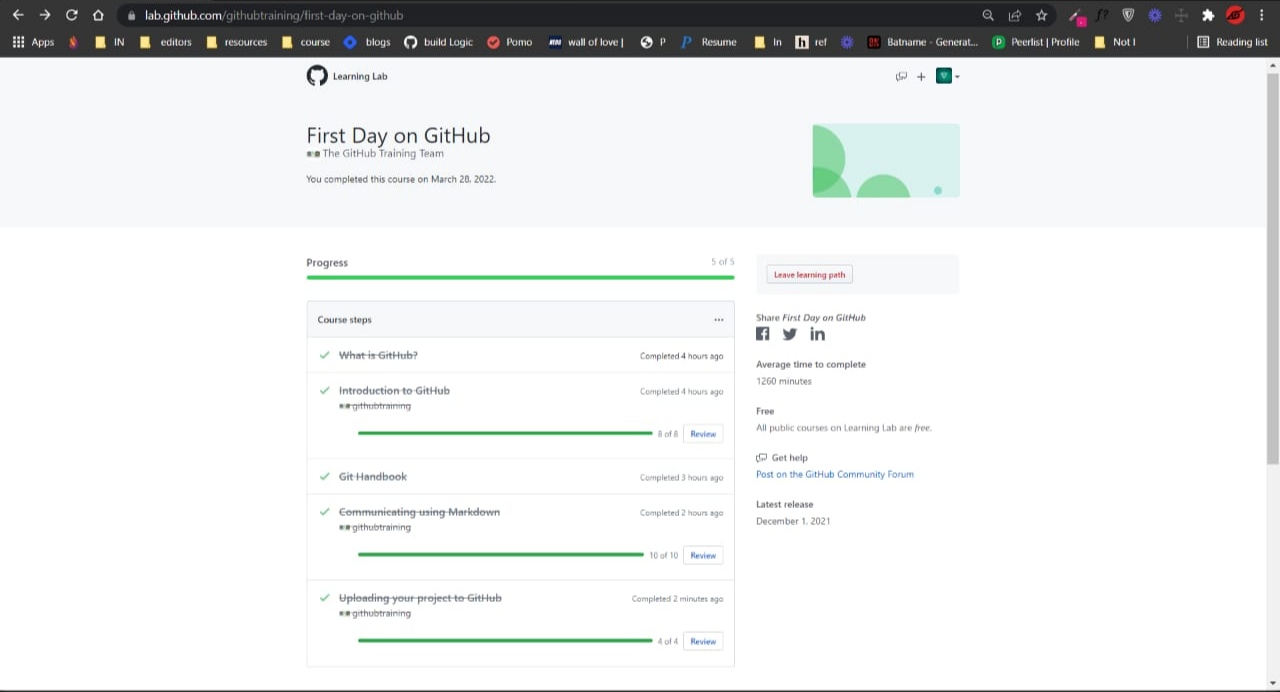 lab.github.com/githubtraining/first-day-on-github
Apps IN editors resources course blogs build Logic Pomo wall of love | P Resume In ref Batname - Generat... Peerlist | Profile Not I Reading list
Learning Lab
First Day on GitHub
The GitHub Training Team
You completed this course on March 28, 2022.
Progress 5 of 5
Course steps
What is GitHub? Completed 4 hours ago
Introduction to GitHub Completed 4 hours ago
githubtraining
8 of 8 Review
Git Handbook Completed 3 hours ago
Communicating using Markdown Completed 2 hours ago
githubtraining
10 of 10 Review
Uploading your project to GitHub Completed 2 minutes ago
githubtraining
4 of 4 Review
Leave learning path
Share First Day on GitHub
Average time to complete
1260 minutes
Free
All public courses on Learning Lab are free.
Get help
Post on the GitHub Community Forum
Latest release
December 1, 2021